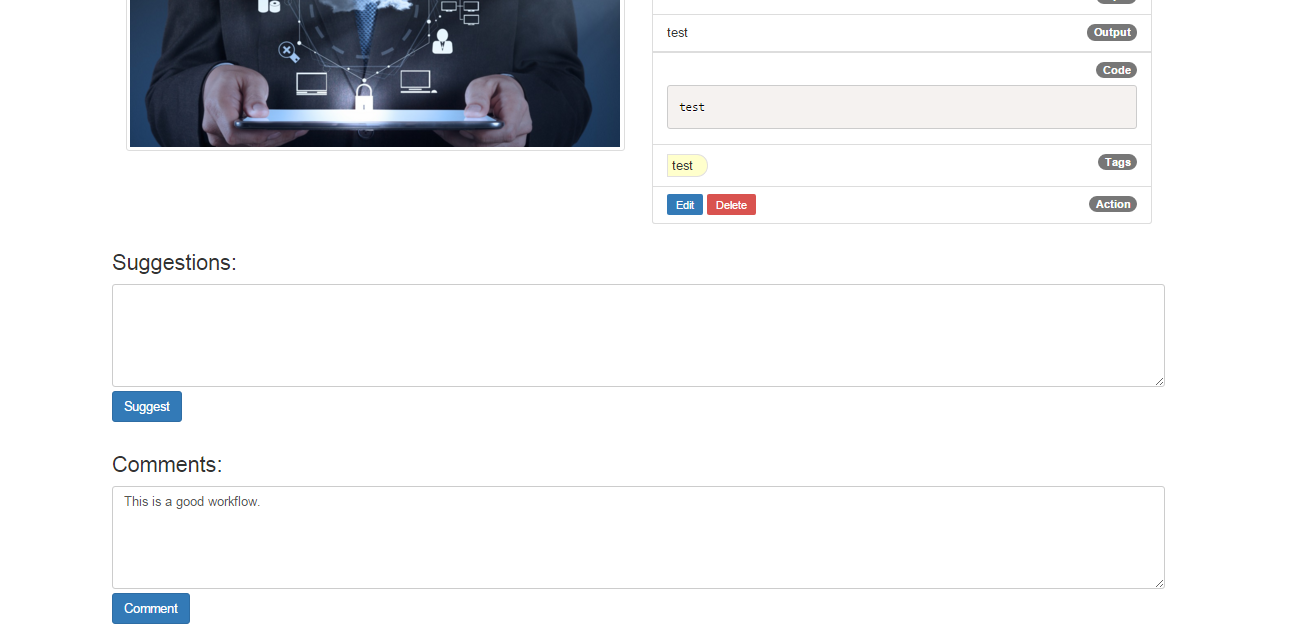 test Output
Code
test
test Tags
Edit Delete Action
Suggestions:
Suggest
Comments:
This is a good workflow.
Comment